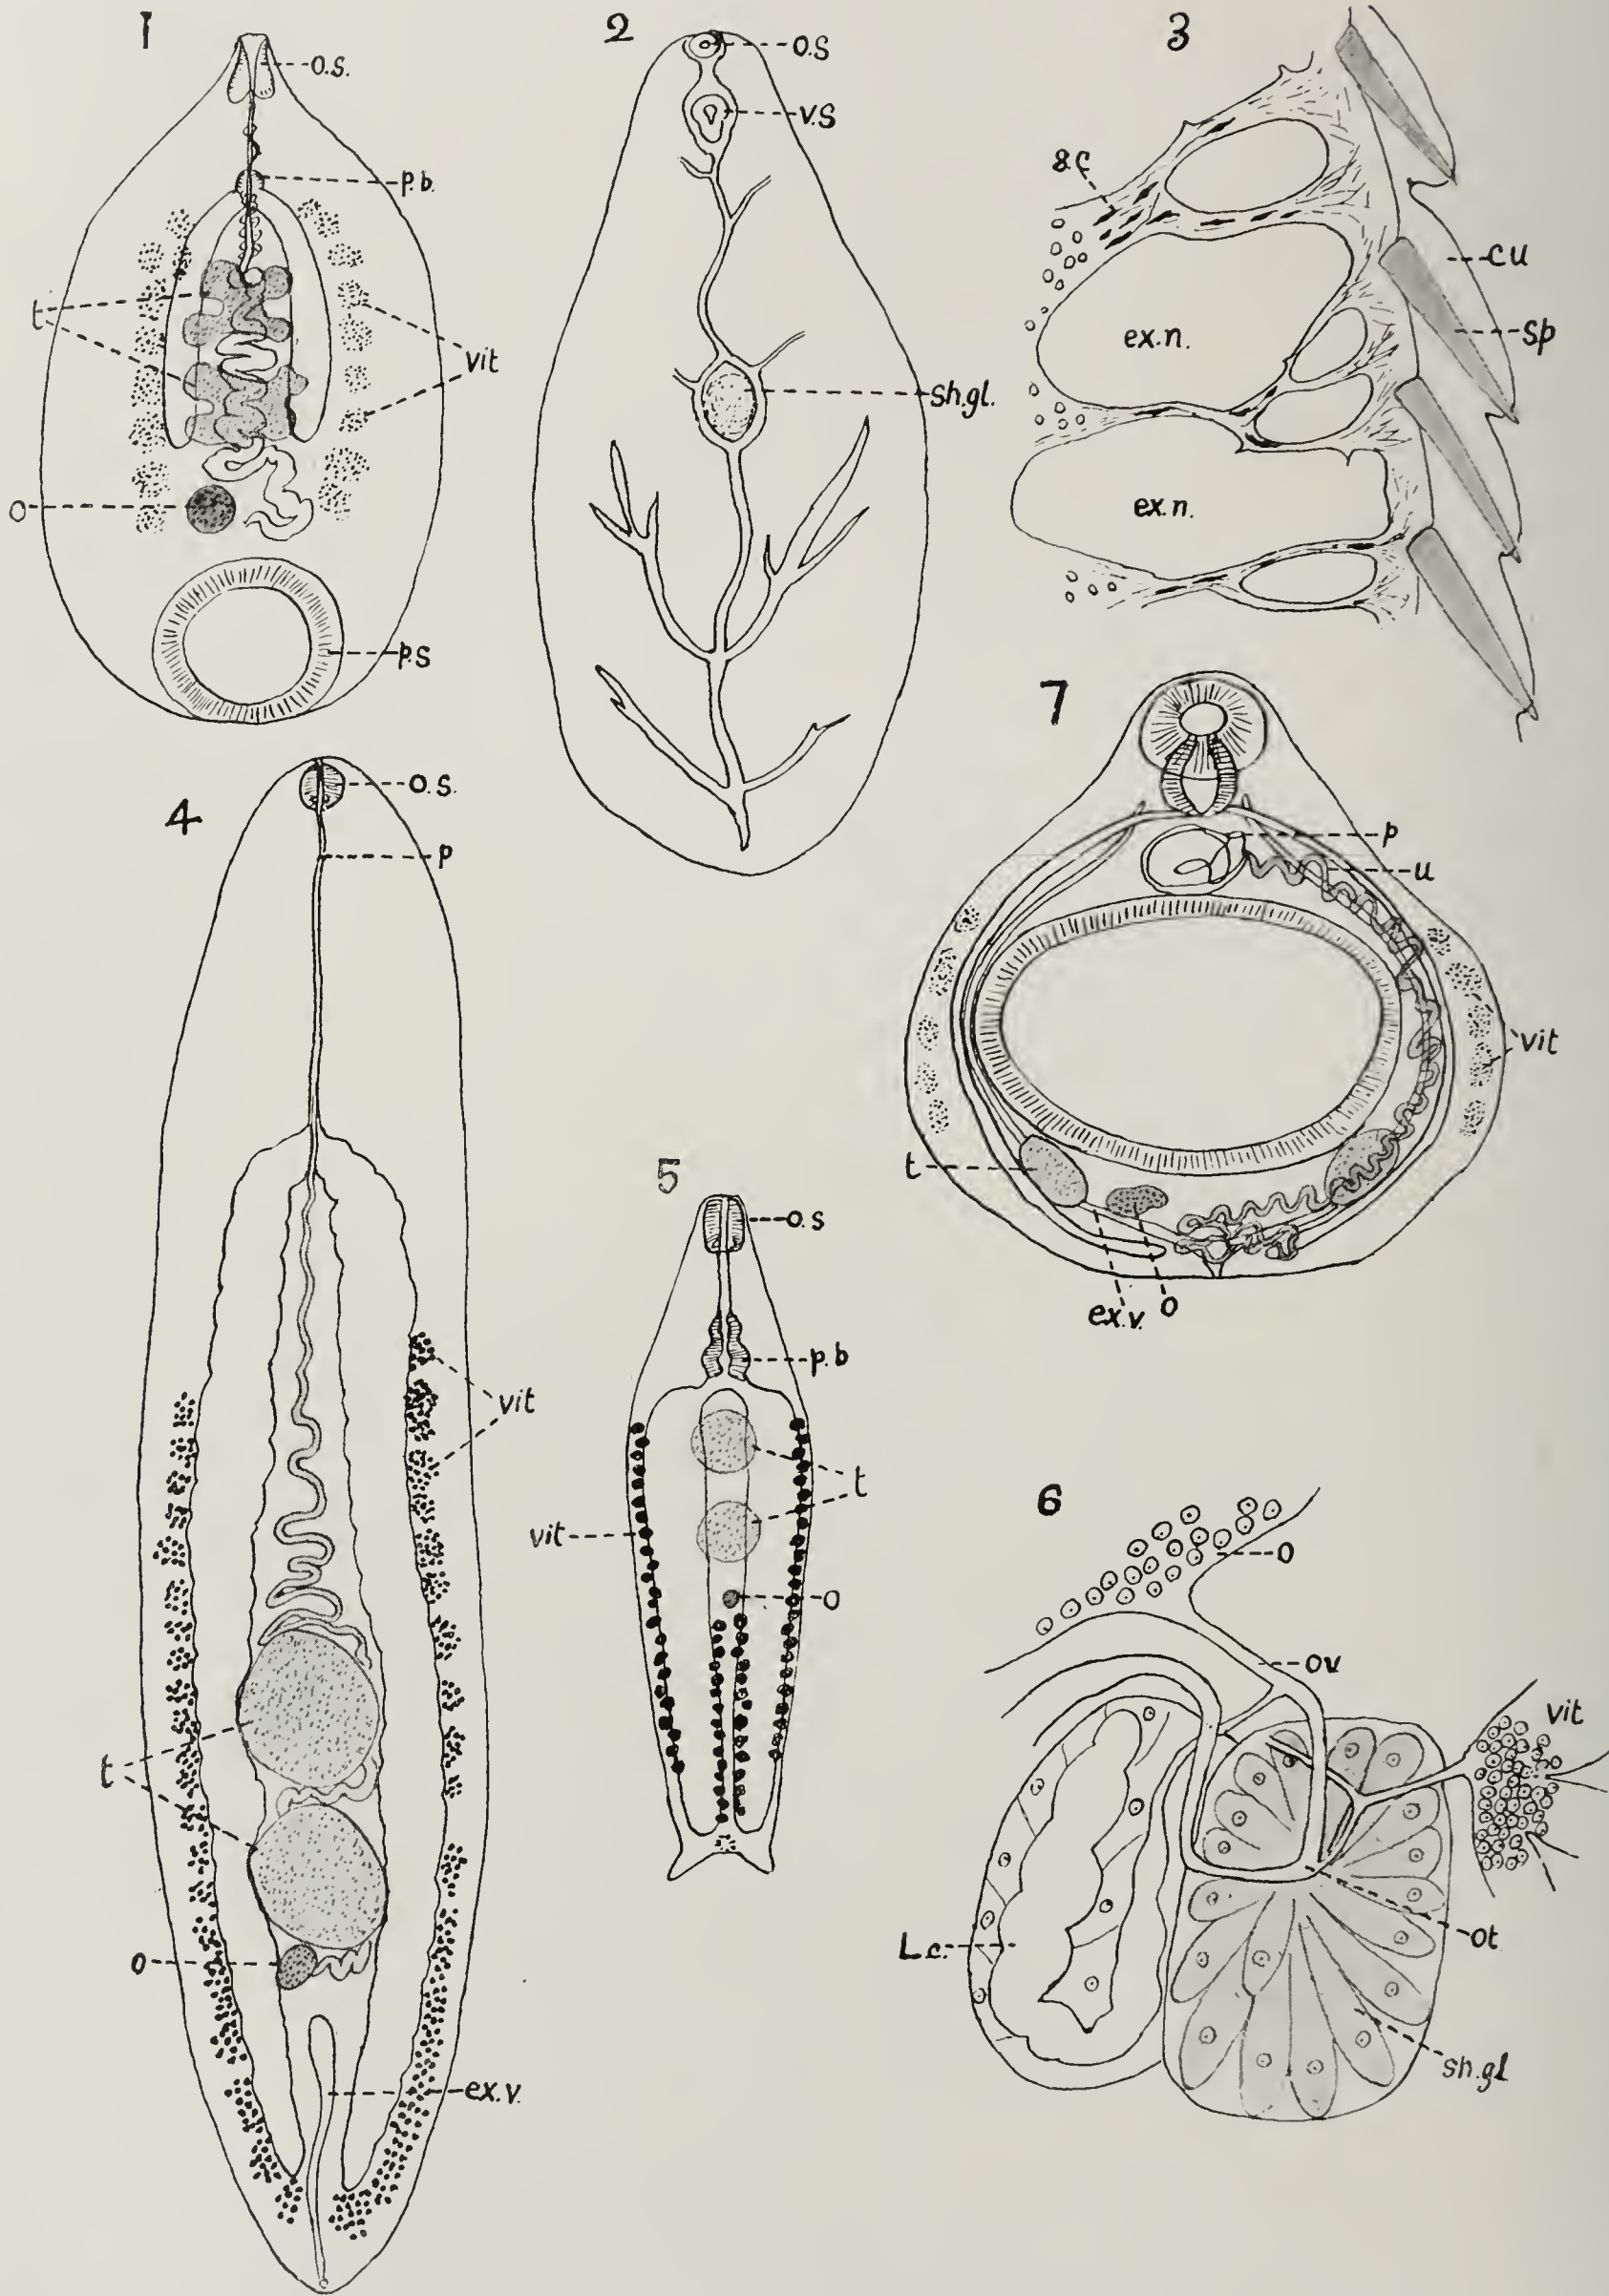 1
o.s.
p.b.
t
vit
o
p.s
2
o.s
v.s
sh.gl.
3
s.c
cu
sp
ex.n.
ex.n.
4
o.s.
p
vit
t
o
ex.v.
5
o.s
p.b
t
vit
o
7
p
u
vit
t
ex.v.
o
6
o
ov
vit
L.c.
ot
sh.gl